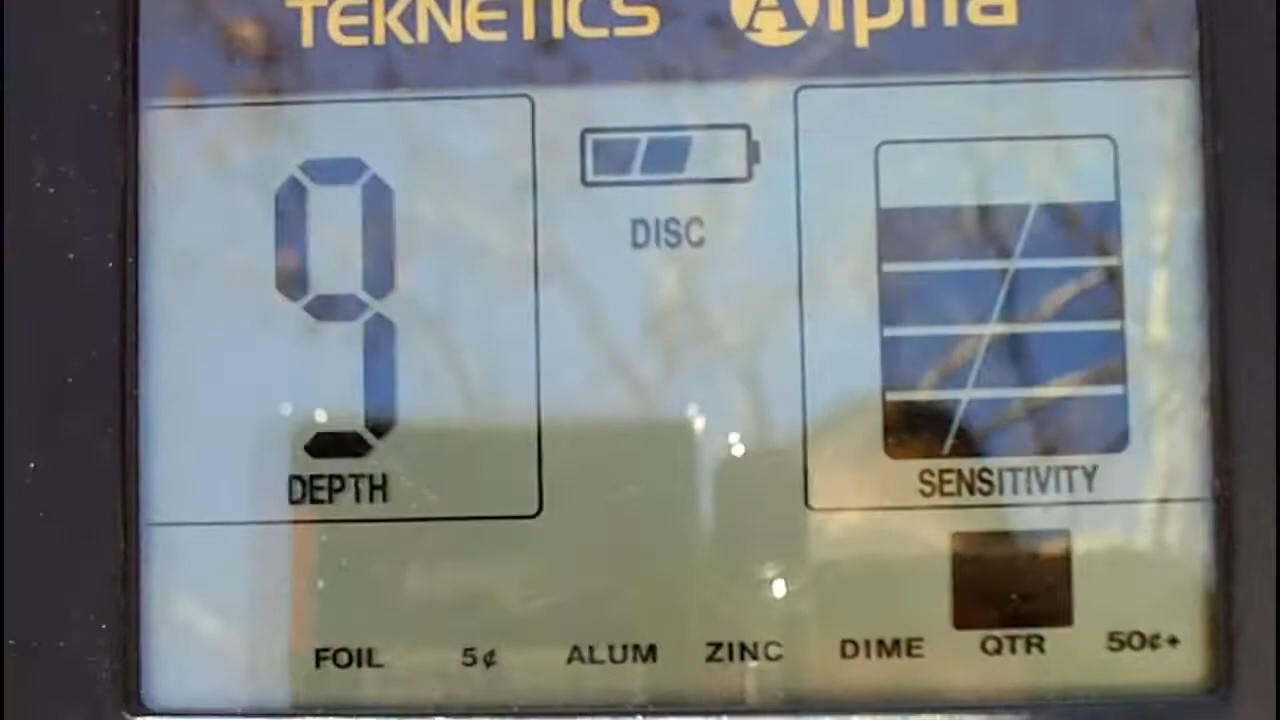 TEKNETICS Alpha
DISC
9
DEPTH
SENSITIVITY
FOIL 5¢ ALUM ZINC DIME QTR 50¢+